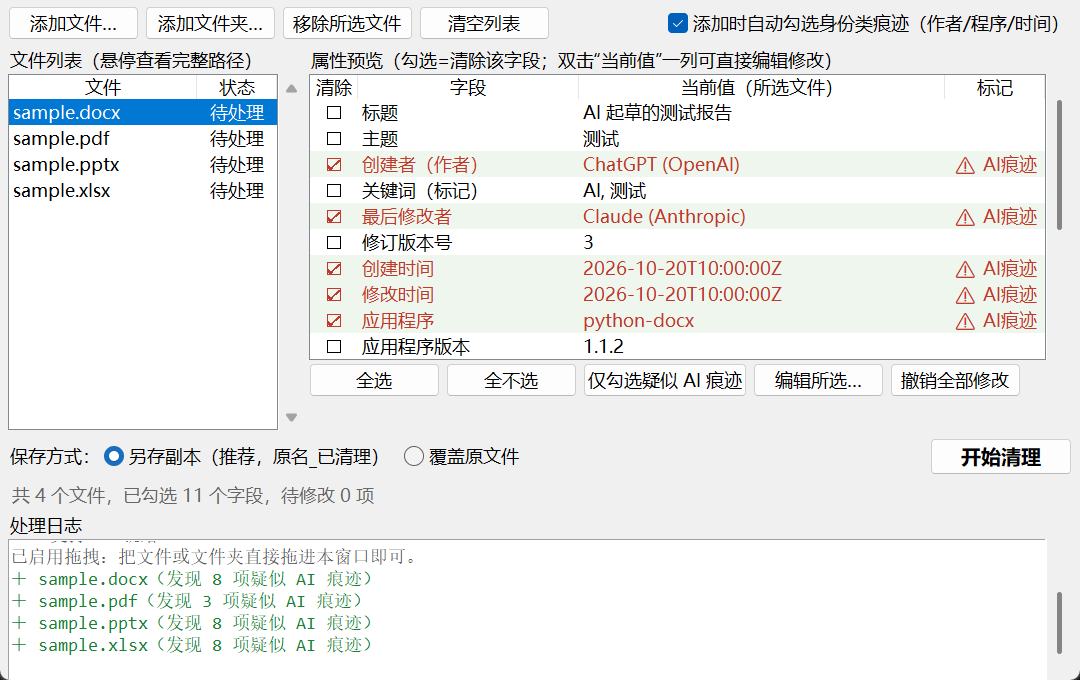 添加文件... 添加文件夹... 移除所选文件 清空列表 添加时自动勾选身份类痕迹（作者/程序/时间）
文件列表（悬停查看完整路径）
文件 状态
sample.docx 待处理
sample.pdf 待处理
sample.pptx 待处理
sample.xlsx 待处理
属性预览（勾选=清除该字段；双击“当前值”一列可直接编辑修改）
清除 字段 当前值（所选文件） 标记
标题 AI 起草的测试报告
主题 测试
创建者（作者） ChatGPT (OpenAI) ⚠ AI痕迹
关键词（标记） AI, 测试
最后修改者 Claude (Anthropic) ⚠ AI痕迹
修订版本号 3
创建时间 2026-10-20T10:00:00Z ⚠ AI痕迹
修改时间 2026-10-20T10:00:00Z ⚠ AI痕迹
应用程序 python-docx ⚠ AI痕迹
应用程序版本 1.1.2
全选 全不选 仅勾选疑似 AI 痕迹 编辑所选... 撤销全部修改
保存方式： 另存副本（推荐，原名_已清理） 覆盖原文件 开始清理
共 4 个文件，已勾选 11 个字段，待修改 0 项
处理日志
已启用拖拽：把文件或文件夹直接拖进本窗口即可。
＋ sample.docx（发现 8 项疑似 AI 痕迹）
＋ sample.pdf（发现 3 项疑似 AI 痕迹）
＋ sample.pptx（发现 8 项疑似 AI 痕迹）
＋ sample.xlsx（发现 8 项疑似 AI 痕迹）